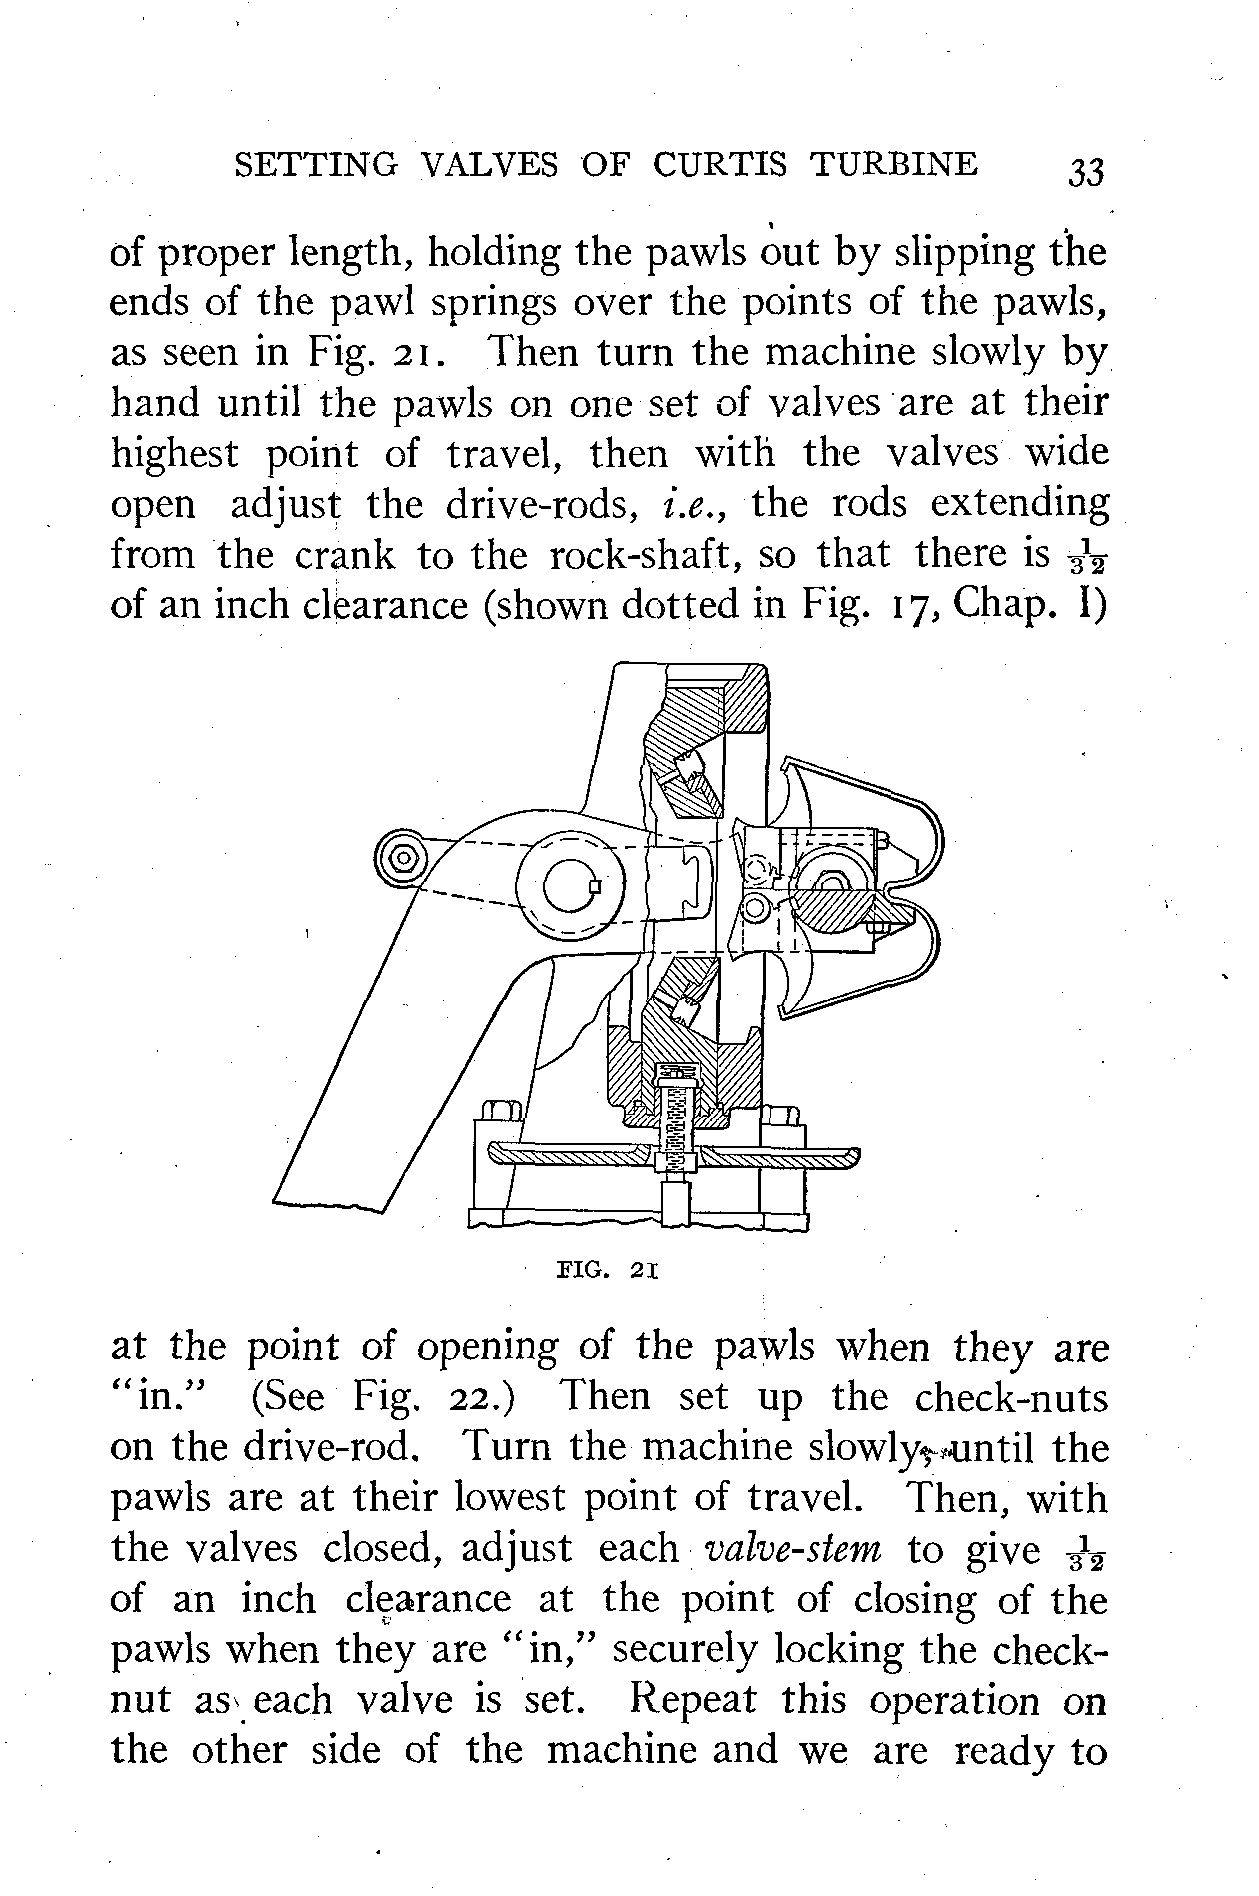 SETTING VALVES OF CURTIS TURBINE 33
of proper length, holding the pawls out by slipping the
ends of the pawl springs over the points of the pawls,
as seen in Fig. 21. Then turn the machine slowly by
hand until the pawls on one set of valves are at their
highest point of travel, then with the valves wide
open adjust the drive-rods, i.e., the rods extending
from the crank to the rock-shaft, so that there is 1/32
of an inch clearance (shown dotted in Fig. 17, Chap. I)
FIG. 21
at the point of opening of the pawls when they are
“in.” (See Fig. 22.) Then set up the check-nuts
on the drive-rod. Turn the machine slowly, until the
pawls are at their lowest point of travel. Then, with
the valves closed, adjust each valve-stem to give 1/32
of an inch clearance at the point of closing of the
pawls when they are “in,” securely locking the check-
nut as each valve is set. Repeat this operation on
the other side of the machine and we are ready to